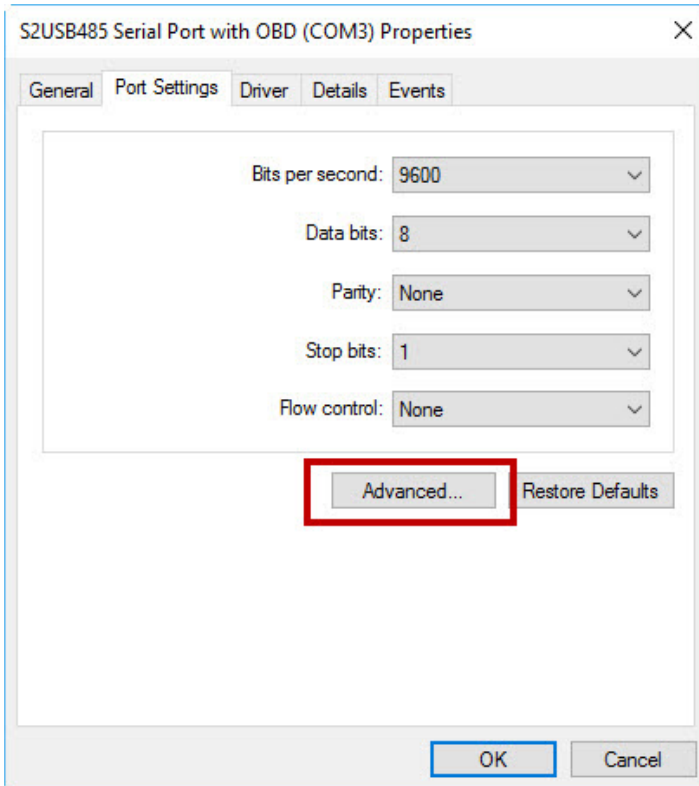 S2USB485 Serial Port with OBD (COM3) Properties
General Port Settings Driver Details Events
Bits per second: 9600
Data bits: 8
Parity: None
Stop bits: 1
Flow control: None
Advanced... Restore Defaults
OK Cancel